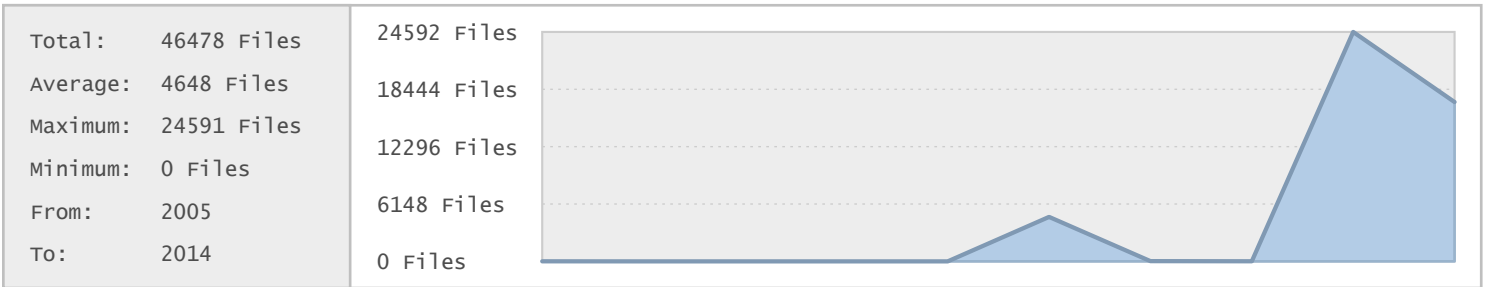 Total: 46478 Files
Average: 4648 Files
Maximum: 24591 Files
Minimum: 0 Files
From: 2005
To: 2014
24592 Files
18444 Files
12296 Files
6148 Files
0 Files